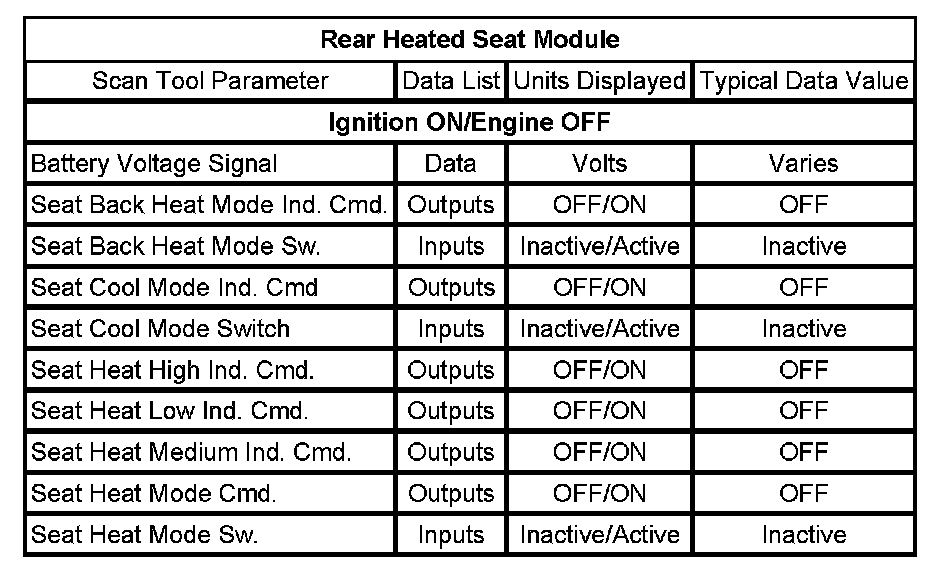 Rear Heated Seat Module
Scan Tool Parameter Data List Units Displayed Typical Data Value
Ignition ON/Engine OFF
Battery Voltage Signal Data Volts Varies
Seat Back Heat Mode Ind. Cmd. Outputs OFF/ON OFF
Seat Back Heat Mode Sw. Inputs Inactive/Active Inactive
Seat Cool Mode Ind. Cmd Outputs OFF/ON OFF
Seat Cool Mode Switch Inputs Inactive/Active Inactive
Seat Heat High Ind. Cmd. Outputs OFF/ON OFF
Seat Heat Low Ind. Cmd. Outputs OFF/ON OFF
Seat Heat Medium Ind. Cmd. Outputs OFF/ON OFF
Seat Heat Mode Cmd. Outputs OFF/ON OFF
Seat Heat Mode Sw. Inputs Inactive/Active Inactive